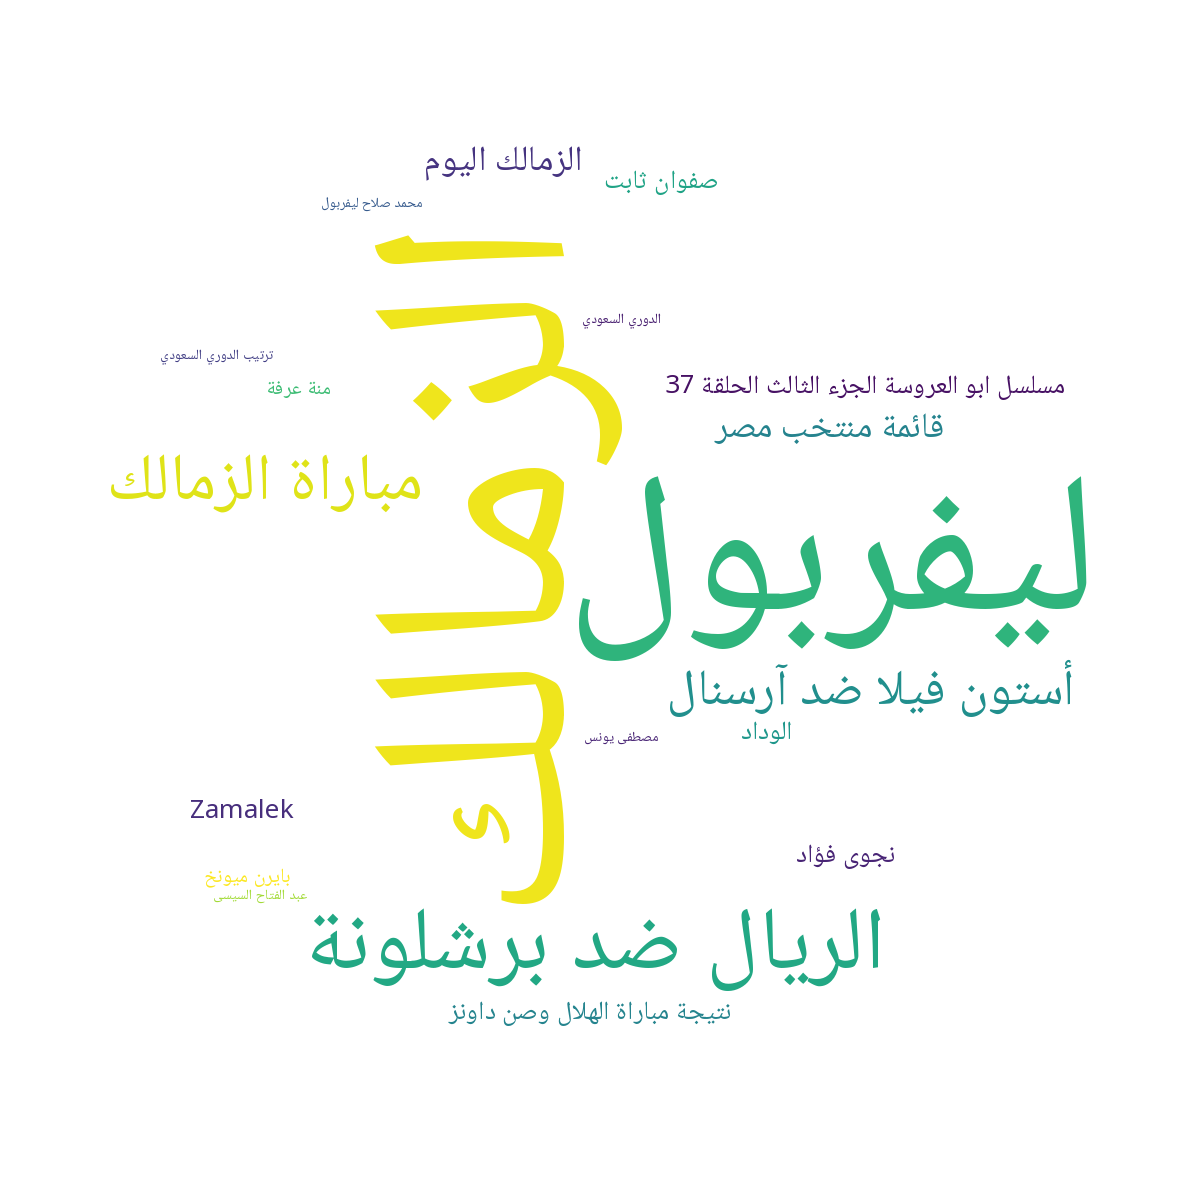 الزمالك اليوم
صفوان ثابت
محمد صلاح ليفربول
الزمالك
الدوري السعودي
ترتيب الدوري السعودي
منة عرفة
مسلسل ابو العروسة الجزء الثالث الحلقة 37
قائمة منتخب مصر
مباراة الزمالك
ليفربول
أستون فيلا ضد آرسنال
الوداد
مصطفى يونس
Zamalek
نجوى فؤاد
بايرن ميونخ
عبد الفتاح السيسى
الريال ضد برشلونة
نتيجة مباراة الهلال وصن داونز